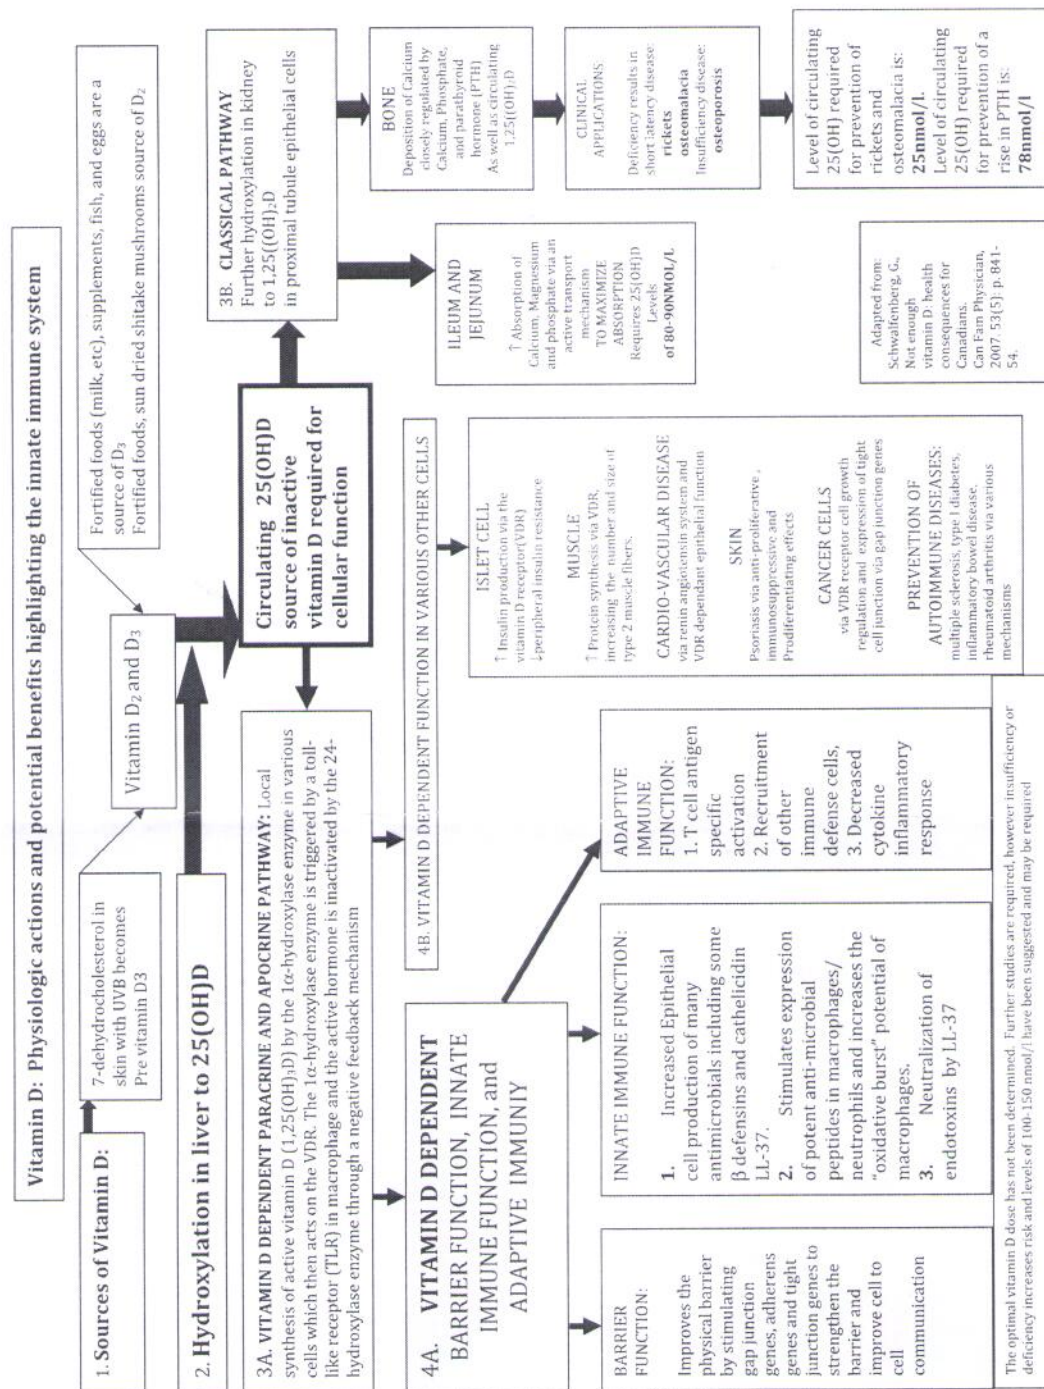 Vitamin D: Physiologic actions and potential benefits highlighting the innate immune system
1. Sources of Vitamin D:
7-dehydrocholesterol in
skin with UVB becomes
Pre vitamin D3
Vitamin D₂ and D₃
Fortified foods (milk, etc), supplements, fish, and eggs are a
source of D₃
Fortified foods, sun dried shitake mushrooms source of D₂
2. Hydroxylation in liver to 25(OH)D
Circulating 25(OH)D
source of inactive
vitamin D required for
cellular function
3A. VITAMIN D DEPENDENT PARACRINE AND APOCRINE PATHWAY: Local
synthesis of active vitamin D (1,25(OH)₃D) by the 1α-hydroxylase enzyme in various
cells which then acts on the VDR. The 1α-hydroxylase enzyme is triggered by a toll-
like receptor (TLR) in macrophage and the active hormone is inactivated by the 24-
hydroxylase enzyme through a negative feedback mechanism
3B. CLASSICAL PATHWAY
Further hydroxylation in kidney
to 1,25((OH)₂D
in proximal tubule epithelial cells
4A. VITAMIN D DEPENDENT
BARRIER FUNCTION, INNATE
IMMUNE FUNCTION, and
ADAPTIVE IMMUNIY
4B. VITAMIN D DEPENDENT FUNCTION IN VARIOUS OTHER CELLS
ILEUM AND
JEJUNUM
↑ Absorption of
Calcium, Magnesium
and phosphate via an
active transport
mechanism
TO MAXIMIZE
ABSORPTION
Requires 25(OH)D
Levels
of 80-90NMOL/L
BONE
Deposition of Calcium
closely regulated by
Calcium, Phosphate,
and parathyroid
hormone (PTH)
As well as circulating
1,25((OH)₂D
CLINICAL
APPLICATIONS
Deficiency results in
short latency disease:
rickets
osteomalacia
Insufficiency disease:
osteoporosis
Level of circulating
25(OH) required
for prevention of
rickets and
osteomalacia is:
25nmol/l.
Level of circulating
25(OH) required
for prevention of a
rise in PTH is:
78nmol/l
BARRIER
FUNCTION:
Improves the
physical barrier
by stimulating
gap junction
genes, adherens
genes and tight
junction genes to
strengthen the
barrier and
improve cell to
cell
communication
INNATE IMMUNE FUNCTION:
1. Increased Epithelial
cell production of many
antimicrobials including some
β defensins and cathelicidin
LL-37.
2. Stimulates expression
of potent anti-microbial
peptides in macrophages/
neutrophils and increases the
"oxidative burst" potential of
macrophages.
3. Neutralization of
endotoxins by LL-37
ADAPTIVE
IMMUNE
FUNCTION:
1. T cell antigen
specific
activation
2. Recruitment
of other
immune
defense cells,
3. Decreased
cytokine
inflammatory
response
ISLET CELL
↑ Insulin production via the
vitamin D receptor(VDR)
↓peripheral insulin resistance
MUSCLE
↑ Protein synthesis via VDR,
increasing the number and size of
type 2 muscle fibers.
CARDIO-VASCULAR DISEASE
via renin angiotensin system and
VDR dependant epithelial function
SKIN
Psoriasis via anti-proliferative,
immunosuppressive and
Prodifferentiating effects
CANCER CELLS
via VDR receptor cell growth
regulation and expression of tight
cell junction via gap junction genes
PREVENTION OF
AUTOIMMUNE DISEASES:
multiple sclerosis, type 1 diabetes,
inflammatory bowel disease,
rheumatoid arthritis via various
mechanisms
Adapted from:
Schwalfenberg, G.,
Not enough
vitamin D: health
consequences for
Canadians.
Can Fam Physician,
2007. 53(5): p. 841-
54.
The optimal vitamin D dose has not been determined. Further studies are required, however insufficiency or
deficiency increases risk and levels of 100-150 nmol/l have been suggested and may be required